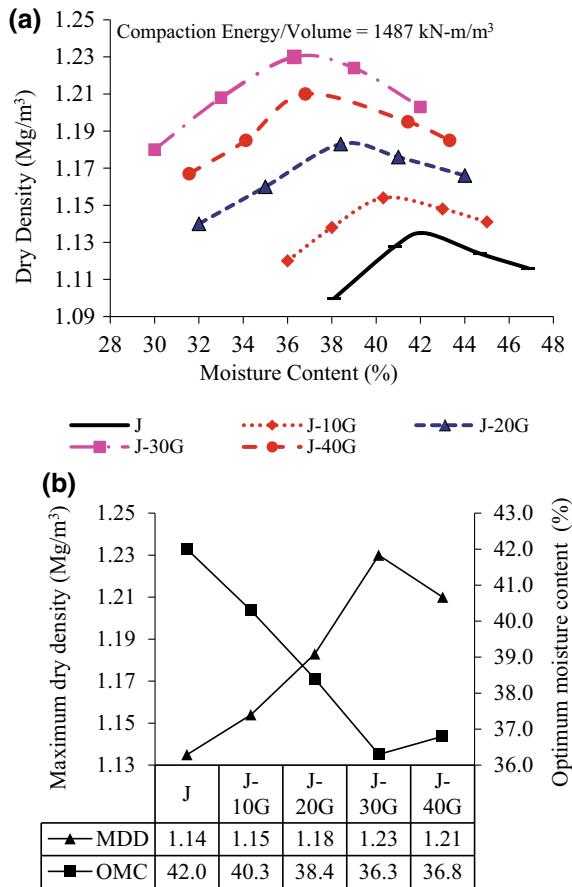 (a)
Compaction Energy/Volume = 1487 kN-m/m³
Dry Density (Mg/m³)
1.25
1.23
1.21
1.19
1.17
1.15
1.13
1.11
1.09
28 30 32 34 36 38 40 42 44 46 48
Moisture Content (%)
J J-10G J-20G
J-30G J-40G
(b)
Maximum dry density (Mg/m³)
1.25
1.23
1.21
1.19
1.17
1.15
1.13
43.0
42.0
41.0
40.0
39.0
38.0
37.0
36.0
Optimum moisture content (%)
J J-10G J-20G J-30G J-40G
MDD 1.14 1.15 1.18 1.23 1.21
OMC 42.0 40.3 38.4 36.3 36.8